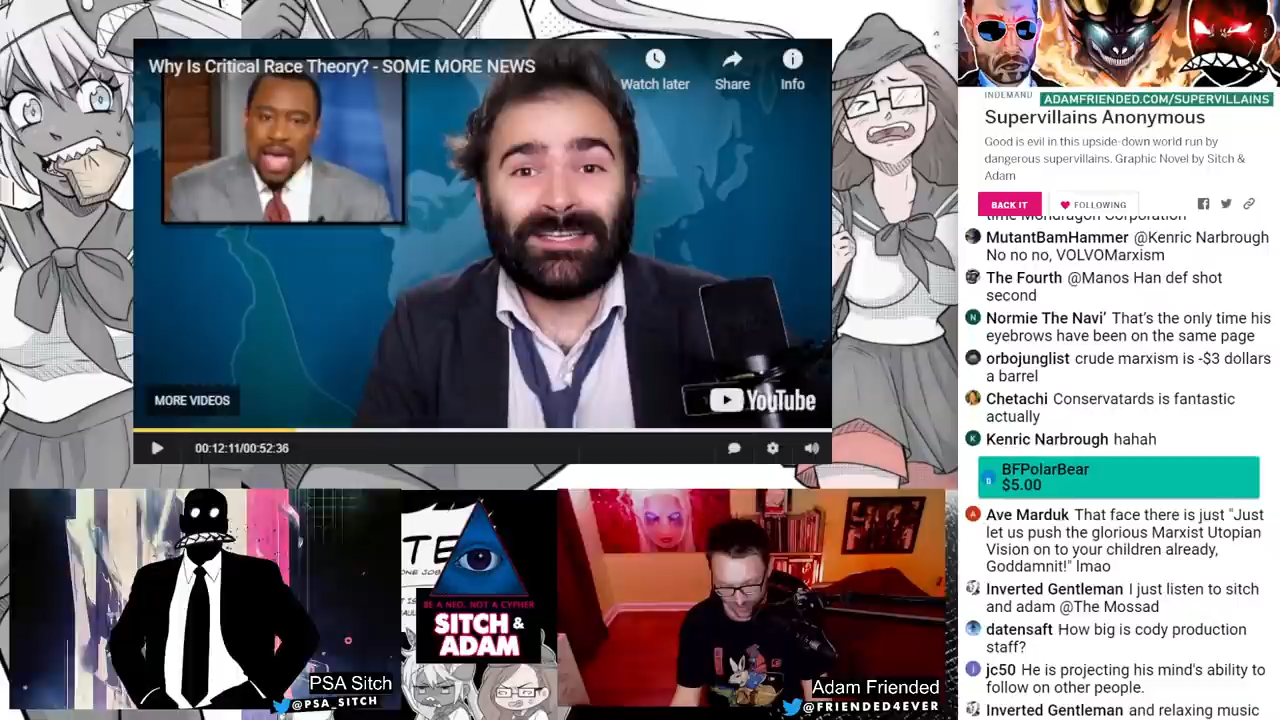 Why Is Critical Race Theory? - SOME MORE NEWS
Watch later
Share
Info
MORE VIDEOS
YouTube
00:12:11/00:52:36
PSA Sitch
@PSA_SITCH
BE A NEO, NOT A CYPHER
SITCH &
ADAM
Adam Friended
@FRIENDED4EVER
INDEMAND
ADAMFRIENDED.COM/SUPERVILLAINS
Supervillains Anonymous
Good is evil in this upside-down world run by
dangerous supervillains. Graphic Novel by Sitch &
Adam
BACK IT
FOLLOWING
time Mondragon Corporation
MutantBamHammer @Kenric Narbrough
No no no, VOLVOMarxism
The Fourth @Manos Han def shot
second
Normie The Navi' That's the only time his
eyebrows have been on the same page
orbojunglist crude marxism is -$3 dollars
a barrel
Chetachi Conservatards is fantastic
actually
Kenric Narbrough hahah
BFPolarBear
$5.00
Ave Marduk That face there is just "Just
let us push the glorious Marxist Utopian
Vision on to your children already,
Goddamnit!" lmao
Inverted Gentleman I just listen to sitch
and adam @The Mossad
datensaft How big is cody production
staff?
jc50 He is projecting his mind's ability to
follow on other people.
Inverted Gentleman and relaxing music